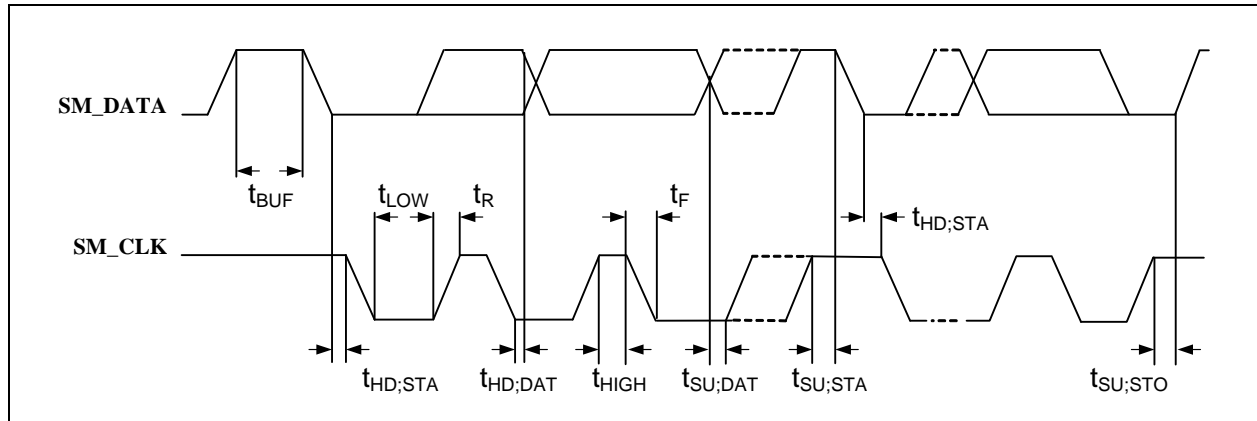 SM_DATA
tBUF
tLOW
tR
tF
tHD;STA
SM_CLK
tHD;STA
tHD;DAT
tHIGH
tSU;DAT
tSU;STA
tSU;STO